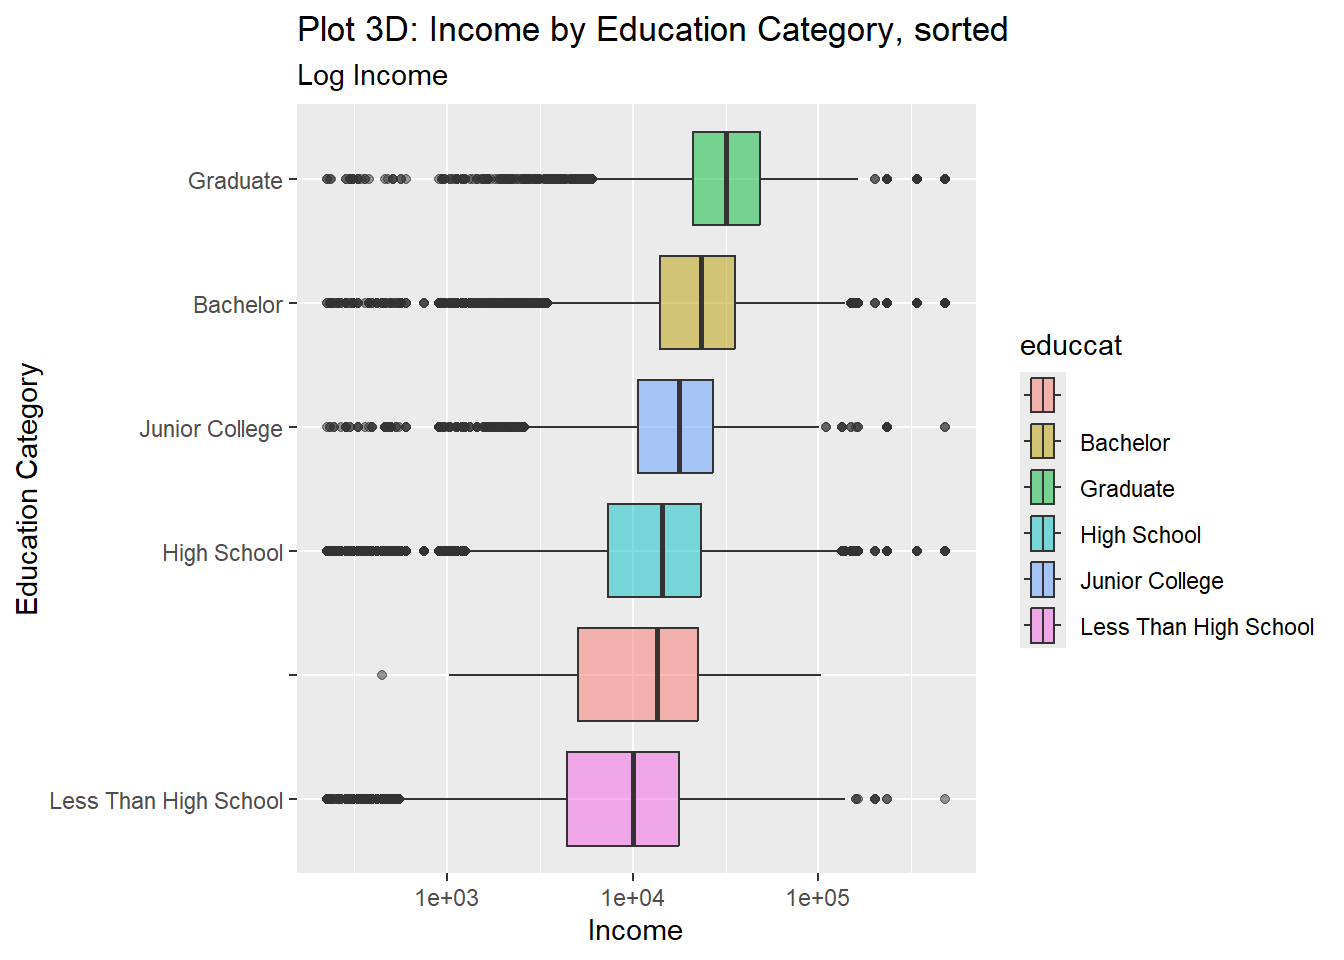 Plot 3D: Income by Education Category, sorted
Log Income
Education Category
Graduate
Bachelor
Junior College
High School
Less Than High School
1e+03
1e+04
1e+05
Income
educcat
Bachelor
Graduate
High School
Junior College
Less Than High School